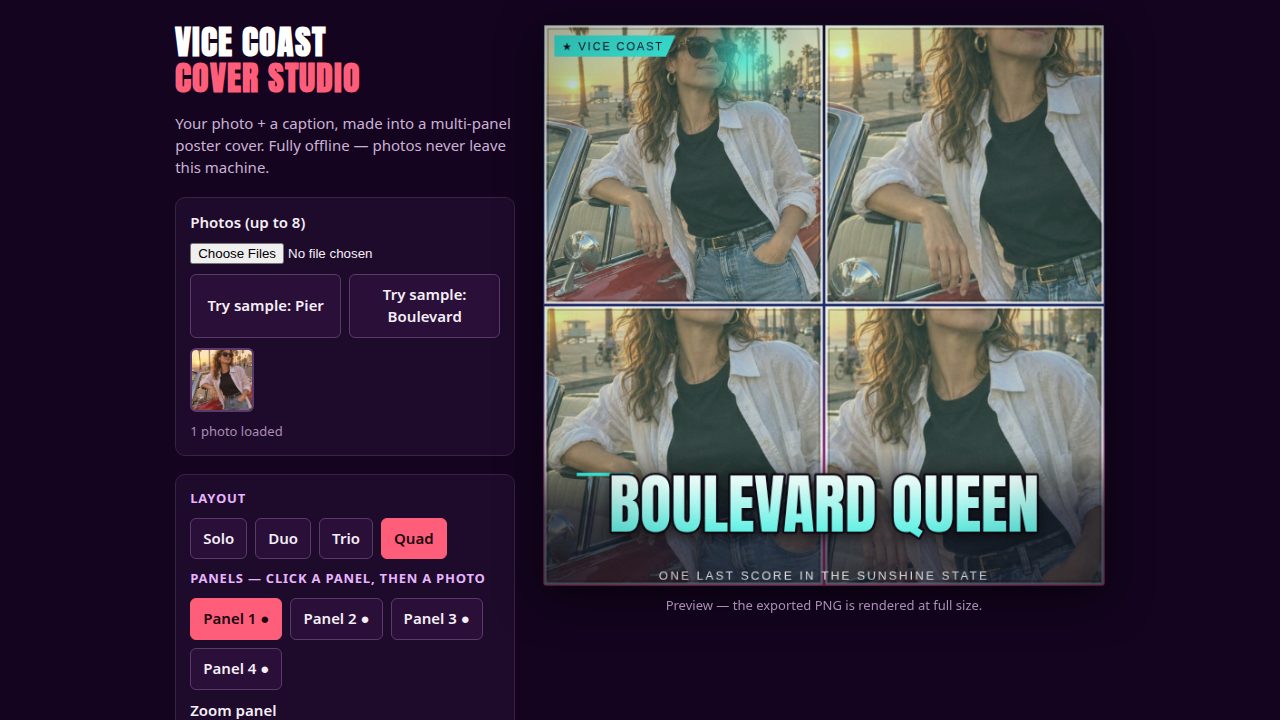 VICE COAST
COVER STUDIO
Your photo + a caption, made into a multi-panel
poster cover. Fully offline — photos never leave
this machine.
Photos (up to 8)
Choose Files No file chosen
Try sample: Pier
Try sample:
Boulevard
1 photo loaded
LAYOUT
Solo
Duo
Trio
Quad
PANELS — CLICK A PANEL, THEN A PHOTO
Panel 1 ●
Panel 2 ●
Panel 3 ●
Panel 4 ●
Zoom panel
★ VICE COAST
BOULEVARD QUEEN
ONE LAST SCORE IN THE SUNSHINE STATE
Preview — the exported PNG is rendered at full size.